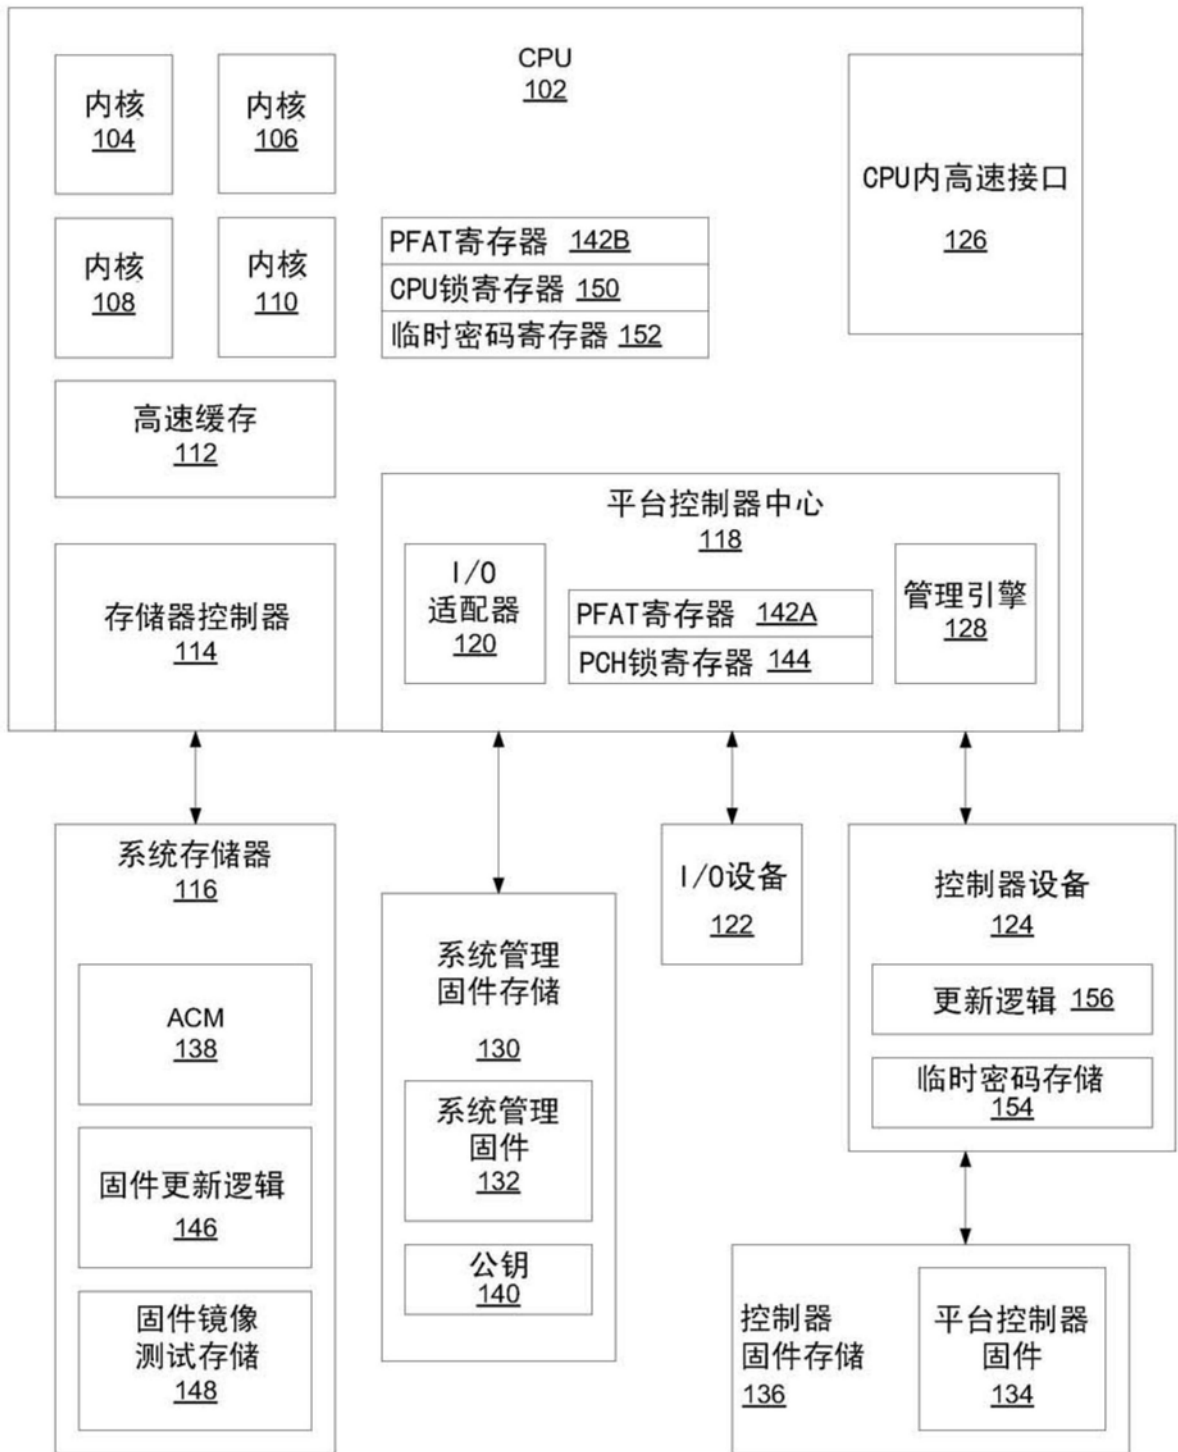 CPU
102
内核
104
内核
106
CPU内高速接口
126
内核
108
内核
110
PFAT寄存器 142B
CPU锁寄存器 150
临时密码寄存器 152
高速缓存
112
平台控制器中心
118
存储器控制器
114
I/O
适配器
120
PFAT寄存器 142A
PCH锁寄存器 144
管理引擎
128
系统存储器
116
ACM
138
固件更新逻辑
146
固件镜像
测试存储
148
系统管理
固件存储
130
系统管理
固件
132
公钥
140
I/O设备
122
控制器设备
124
更新逻辑 156
临时密码存储
154
控制器
固件存储
136
平台控制器
固件
134